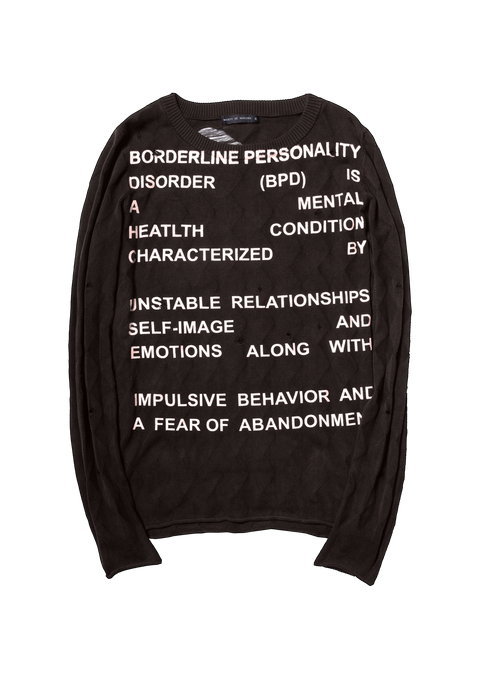 BORDERLINE PERSONALITY
DISORDER (BPD) IS
A MENTAL
HEATLTH CONDITION
CHARACTERIZED BY
UNSTABLE RELATIONSHIPS
SELF-IMAGE AND
EMOTIONS ALONG WITH
IMPULSIVE BEHAVIOR AND
A FEAR OF ABANDONMEN